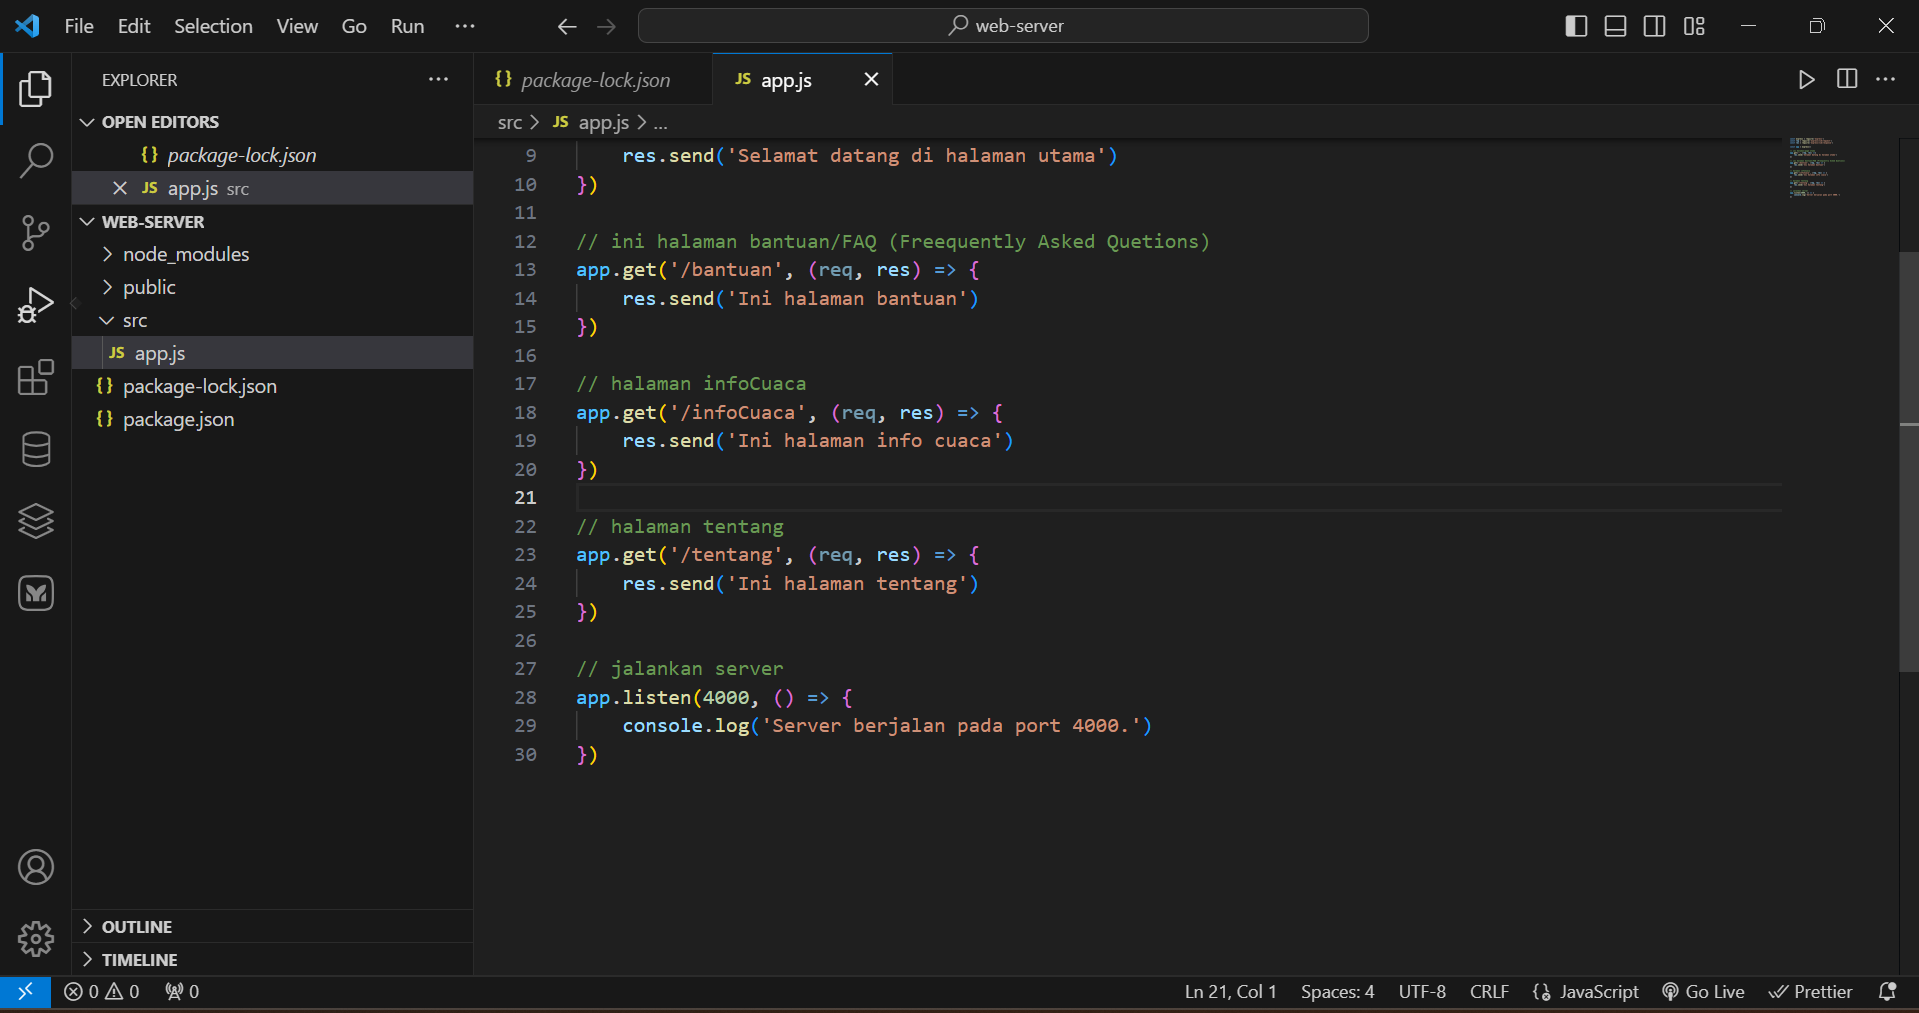 File Edit Selection View Go Run ··· web-server
EXPLORER ···
OPEN EDITORS
{} package-lock.json
JS app.js src
WEB-SERVER
node_modules
public
src
JS app.js
{} package-lock.json
{} package.json
OUTLINE
TIMELINE
{} package-lock.json JS app.js
src > JS app.js > ...
9 res.send('Selamat datang di halaman utama')
10 })
11
12 // ini halaman bantuan/FAQ (Freequently Asked Quetions)
13 app.get('/bantuan', (req, res) => {
14 res.send('Ini halaman bantuan')
15 })
16
17 // halaman infoCuaca
18 app.get('/infoCuaca', (req, res) => {
19 res.send('Ini halaman info cuaca')
20 })
21
22 // halaman tentang
23 app.get('/tentang', (req, res) => {
24 res.send('Ini halaman tentang')
25 })
26
27 // jalankan server
28 app.listen(4000, () => {
29 console.log('Server berjalan pada port 4000.')
30 })
0 0 0 Ln 21, Col 1 Spaces: 4 UTF-8 CRLF {} JavaScript Go Live Prettier